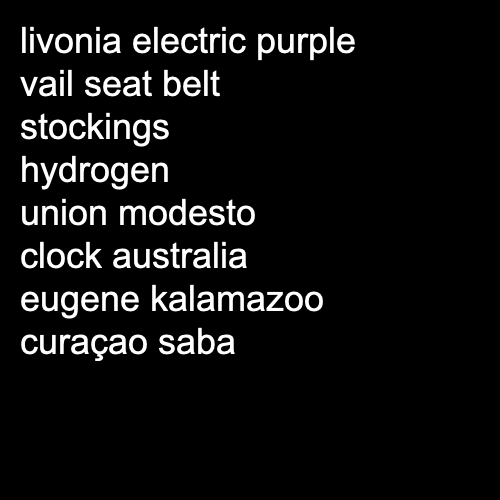 livonia electric purple
vail seat belt
stockings
hydrogen
union modesto
clock australia
eugene kalamazoo
curaçao saba